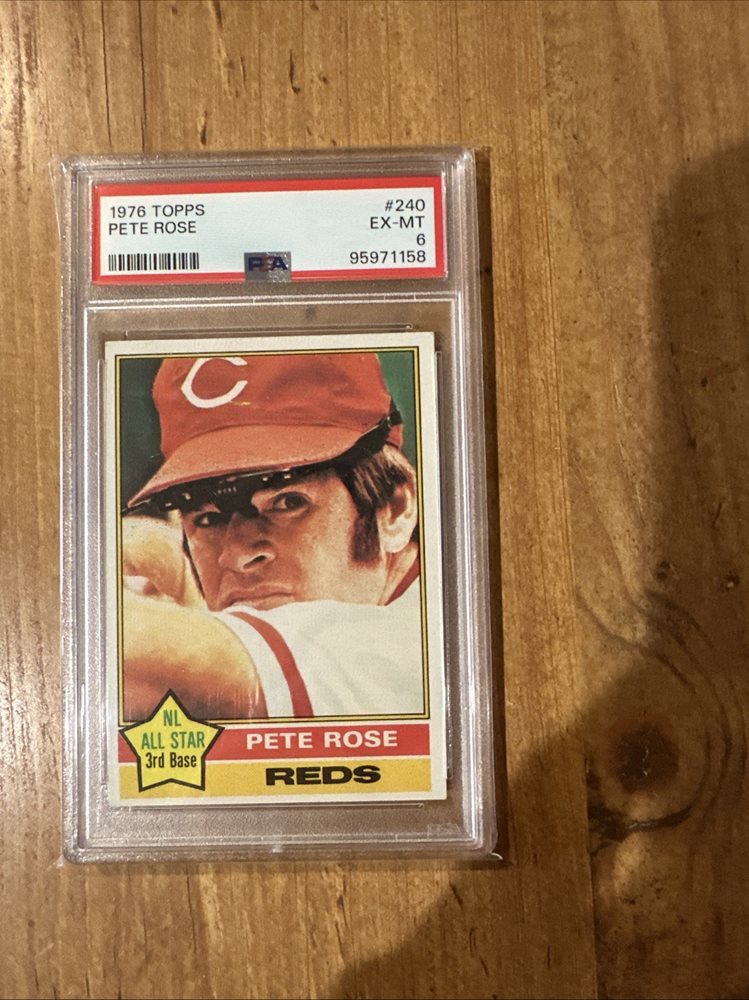 1976 TOPPS #240
PETE ROSE EX-MT
6
PSA 95971158
C
NL
ALL STAR
3rd Base
PETE ROSE
REDS